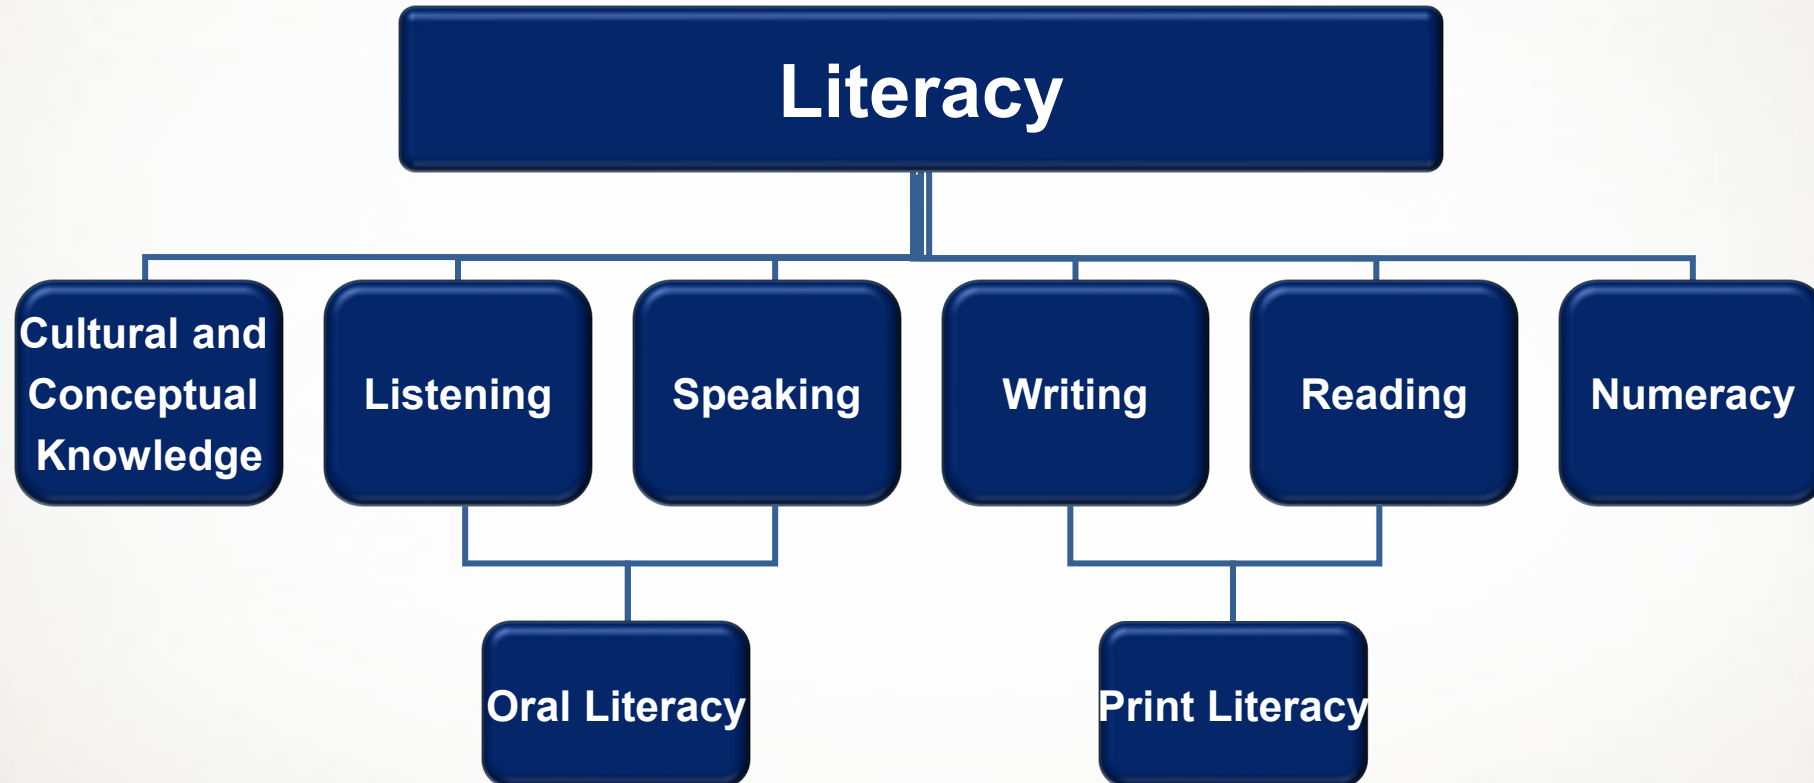 Literacy
Cultural and
Conceptual
Knowledge
Listening
Speaking
Writing
Reading
Numeracy
Oral Literacy
Print Literacy